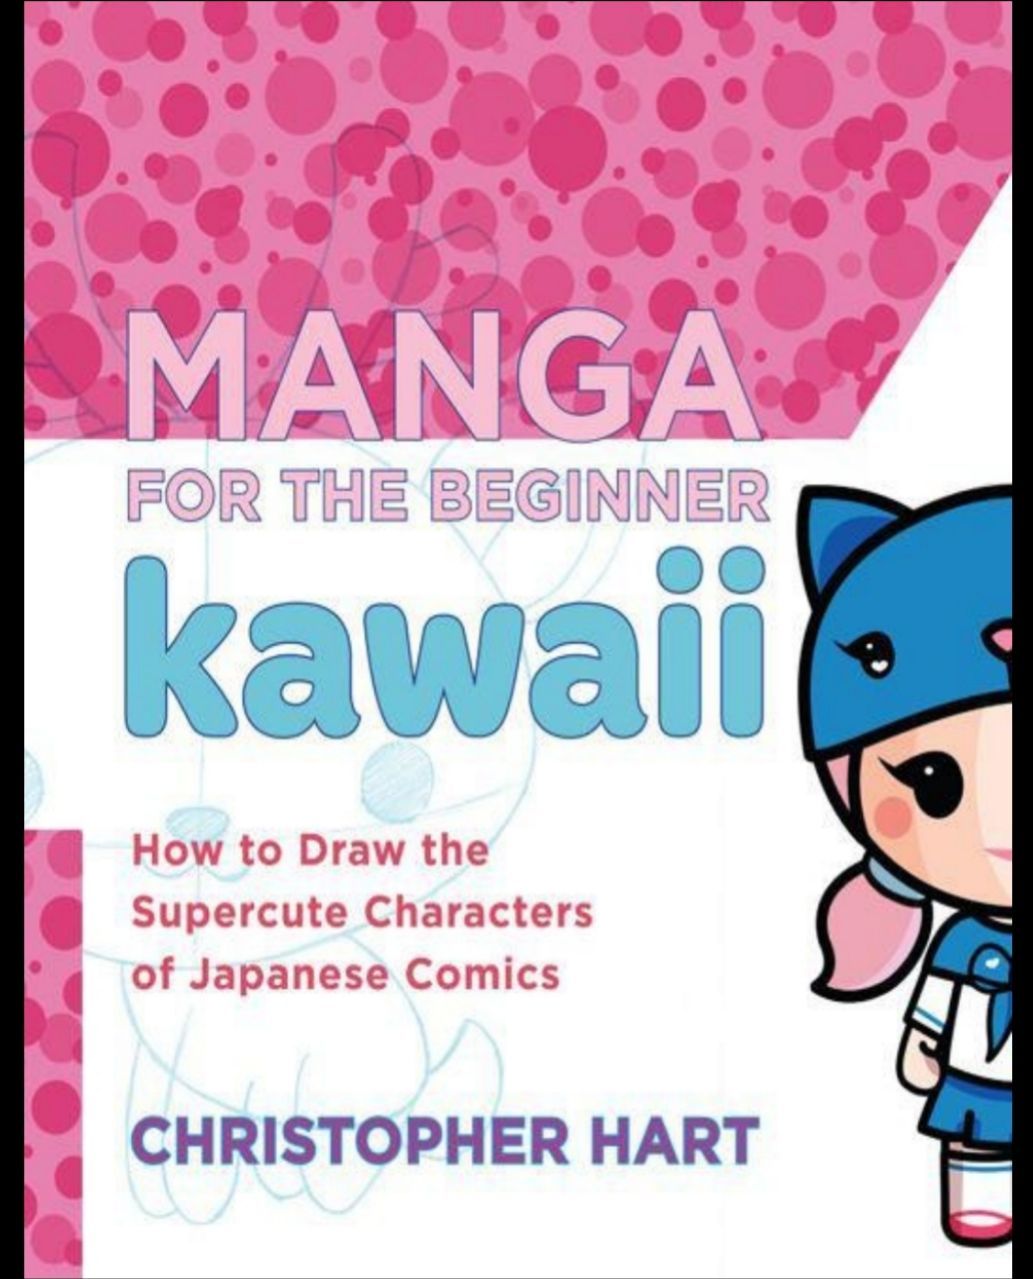 MANGA
FOR THE BEGINNER
kawaii
How to Draw the
Supercute Characters
of Japanese Comics
CHRISTOPHER HART